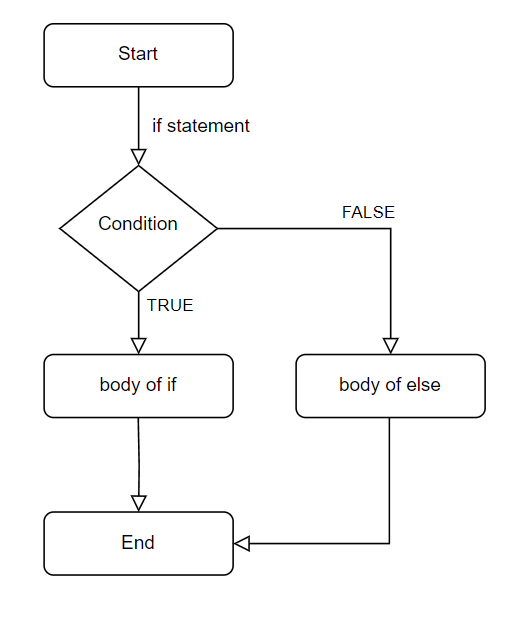 Start
if statement
Condition
FALSE
TRUE
body of if
body of else
End